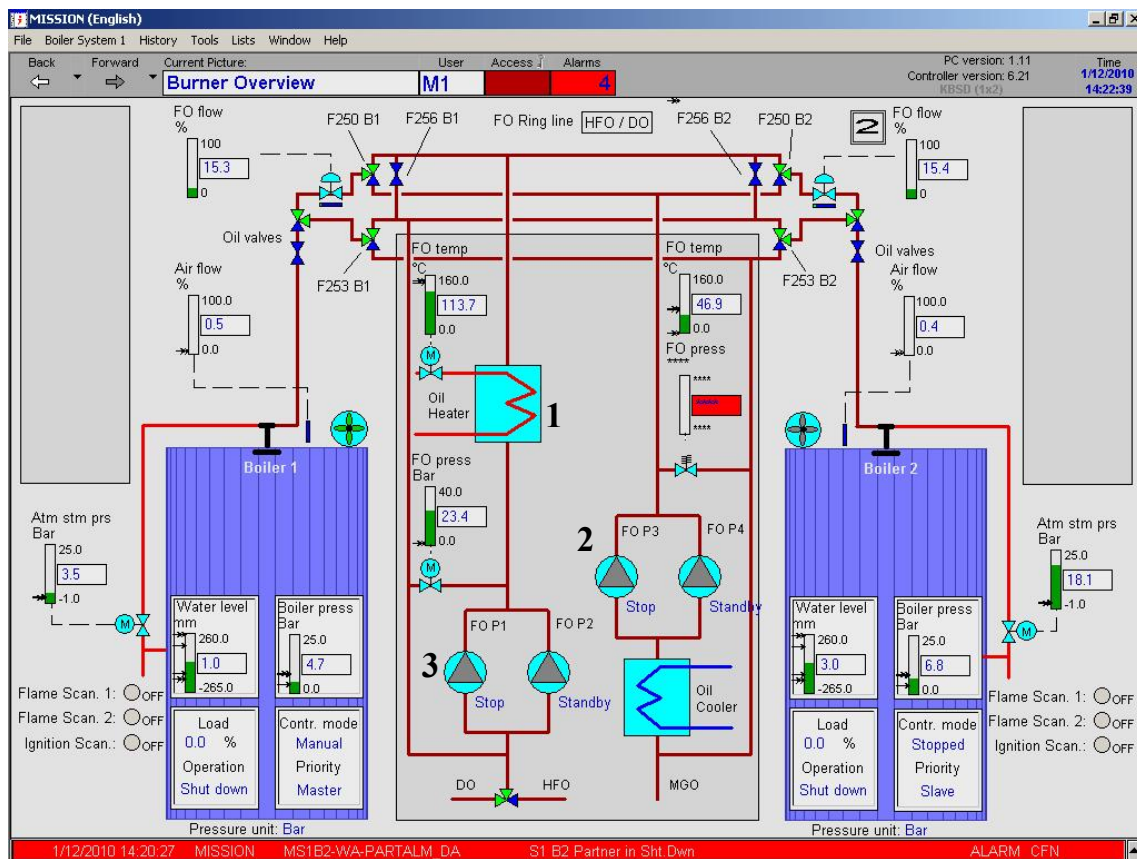 MISSION (English)
File Boiler System 1 History Tools Lists Window Help
Back Forward Current Picture: User Access Alarms PC version: 1.11 Time
Burner Overview M1 4 Controller version: 6.21 1/12/2010
KBSD (1x2) 14:22:39
FO flow
%
100
15.3
0
F250 B1 F256 B1 FO Ring line HFO / DO F256 B2 F250 B2
2
FO flow
%
100
15.4
0
Oil valves
F253 B1
F253 B2
Oil valves
Air flow
%
100.0
0.5
0.0
Air flow
%
100.0
0.4
0.0
FO temp
°C
160.0
113.7
0.0
M
Oil
Heater
1
FO press
Bar
40.0
23.4
0.0
M
FO temp
°C
160.0
46.9
0.0
FO press
****
****
****
2
FO P3 FO P4
Stop Standby
FO P1 FO P2
3
Stop Standby
Oil
Cooler
DO HFO MGO
Boiler 1
Atm stm prs
Bar
25.0
3.5
-1.0
M
Water level
mm
260.0
1.0
-265.0
Boiler press
Bar
25.0
4.7
0.0
Flame Scan. 1: OFF
Flame Scan. 2: OFF
Ignition Scan.: OFF
Load
0.0 %
Operation
Shut down
Contr. mode
Manual
Priority
Master
Pressure unit: Bar
Boiler 2
Atm stm prs
Bar
25.0
18.1
-1.0
M
Water level
mm
260.0
3.0
-265.0
Boiler press
Bar
25.0
6.8
0.0
Flame Scan. 1: OFF
Flame Scan. 2: OFF
Ignition Scan.: OFF
Load
0.0 %
Operation
Shut down
Contr. mode
Stopped
Priority
Slave
Pressure unit: Bar
1/12/2010 14:20:27 MISSION MS1B2-WA-PARTALM_DA S1 B2 Partner in Sht.Dwn ALARM CFN